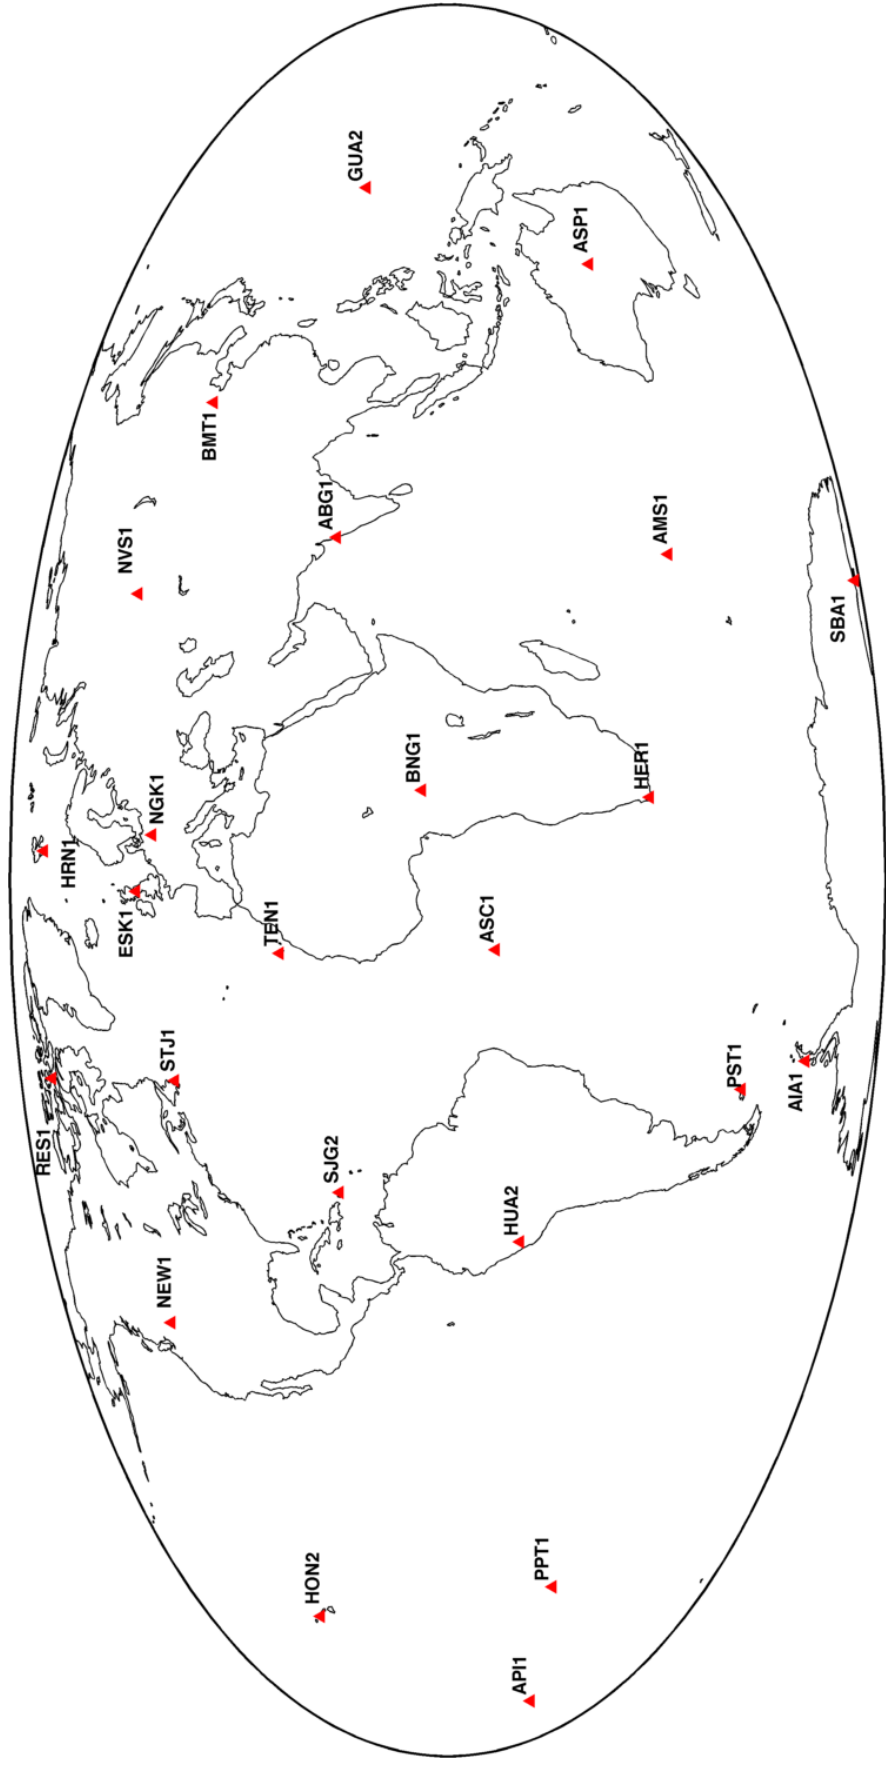 HRN1
RES1
ESK1
NGK1
NVS1
STJ1
NEW1
BMT1
TEN1
ABG1
GUA2
SJG2
HON2
BNG1
ASC1
HUA2
API1
PPT1
ASP1
HER1
AMS1
PST1
AIA1
SBA1